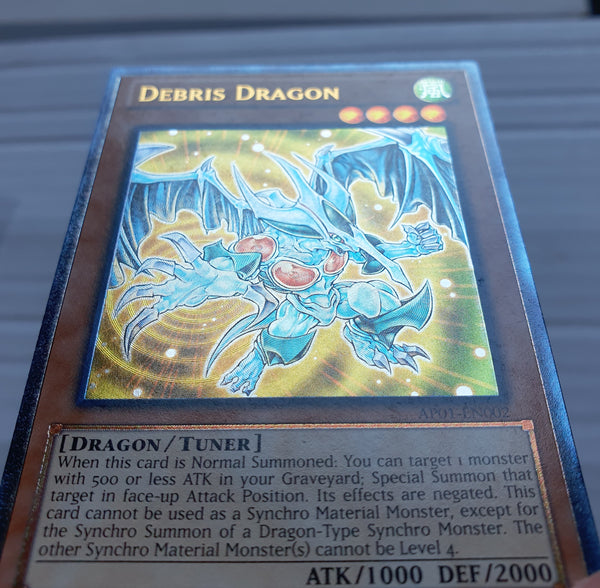 DEBRIS DRAGON
風
AP01-EN002
[DRAGON/TUNER]
When this card is Normal Summoned: You can target 1 monster
with 500 or less ATK in your Graveyard; Special Summon that
target in face-up Attack Position. Its effects are negated. This
card cannot be used as a Synchro Material Monster, except for
the Synchro Summon of a Dragon-Type Synchro Monster. The
other Synchro Material Monster(s) cannot be Level 4.
ATK/1000 DEF/2000